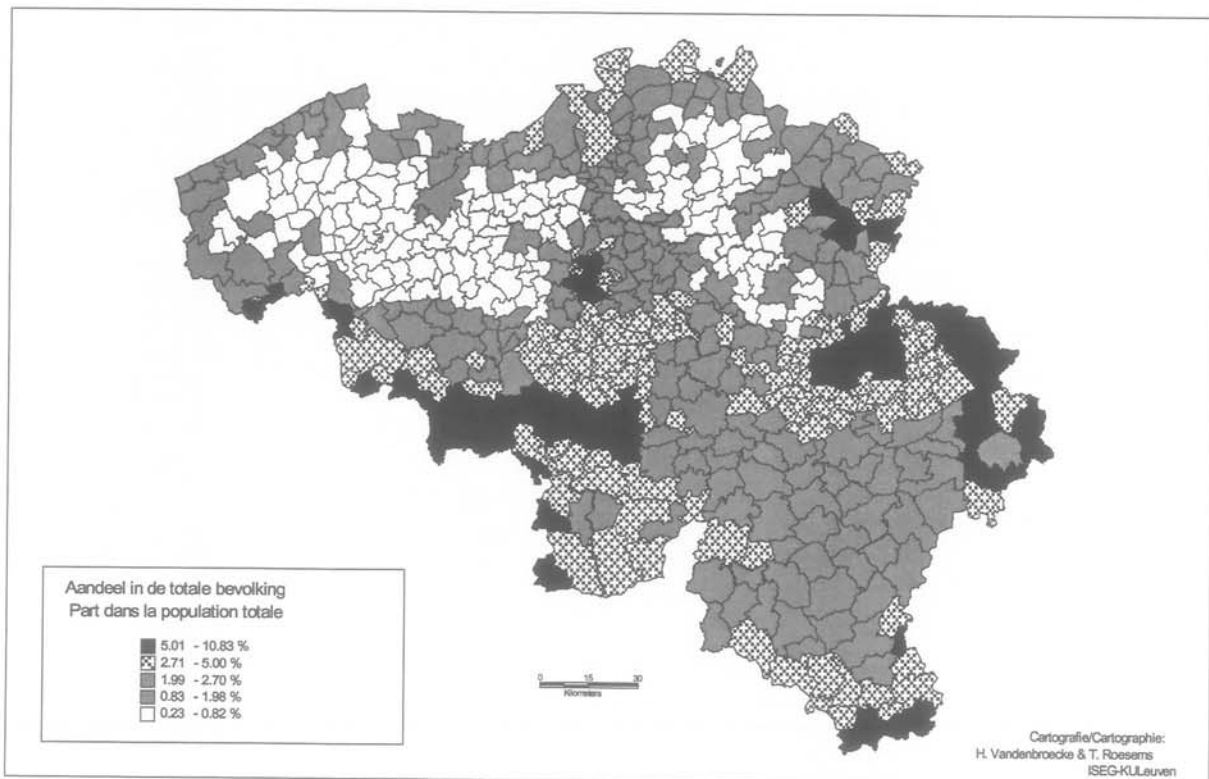 Aandeel in de totale bevolking
Part dans la population totale
5.01 - 10.83 %
2.71 - 5.00 %
1.99 - 2.70 %
0.83 - 1.98 %
0.23 - 0.82 %
0 15 30
Kilometers
Cartografie/Cartographie:
H. Vandenbroecke & T. Roesems
ISEG-KULeuven